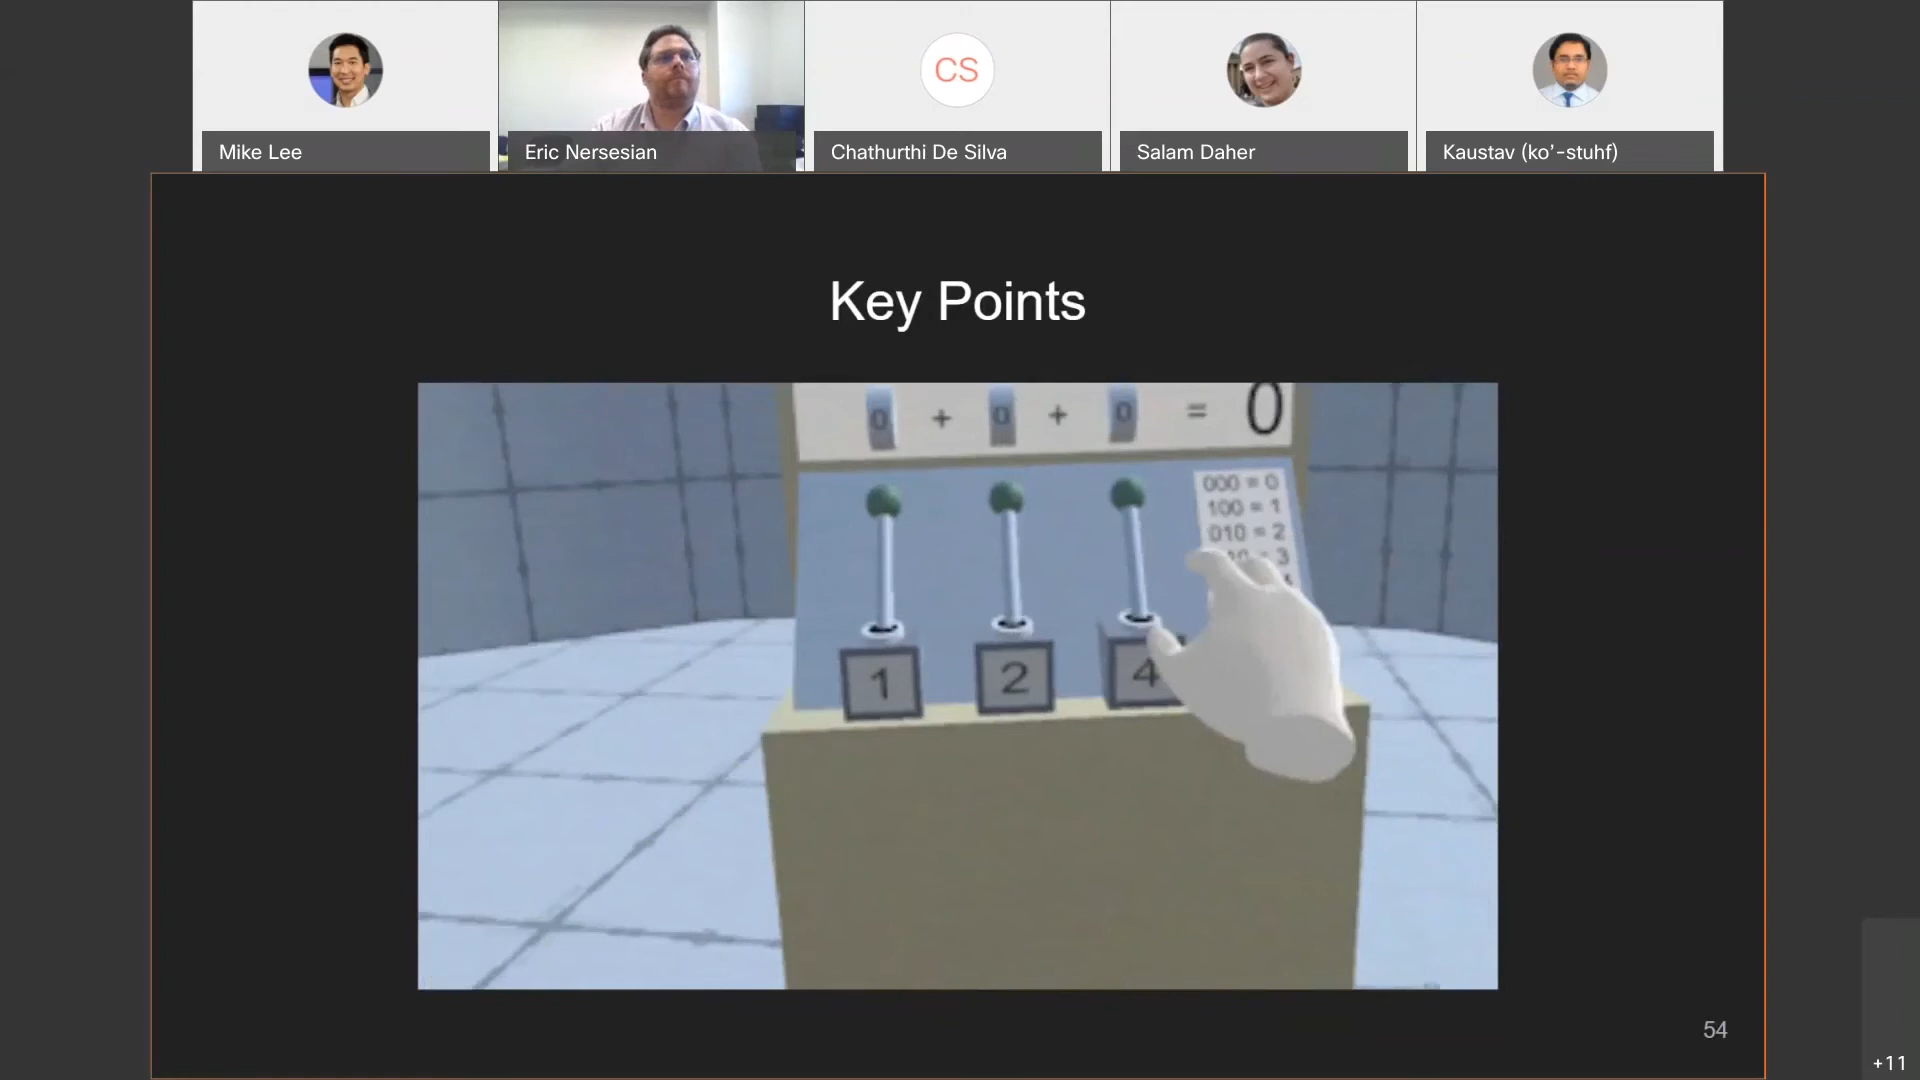 Mike Lee
Eric Nersesian
CS
Chathurthi De Silva
Salam Daher
Kaustav (ko’-stuhf)
Key Points
0 + 0 + 0 = 0
000 = 0
100 = 1
010 = 2
= 3
1
2
4
54
+11